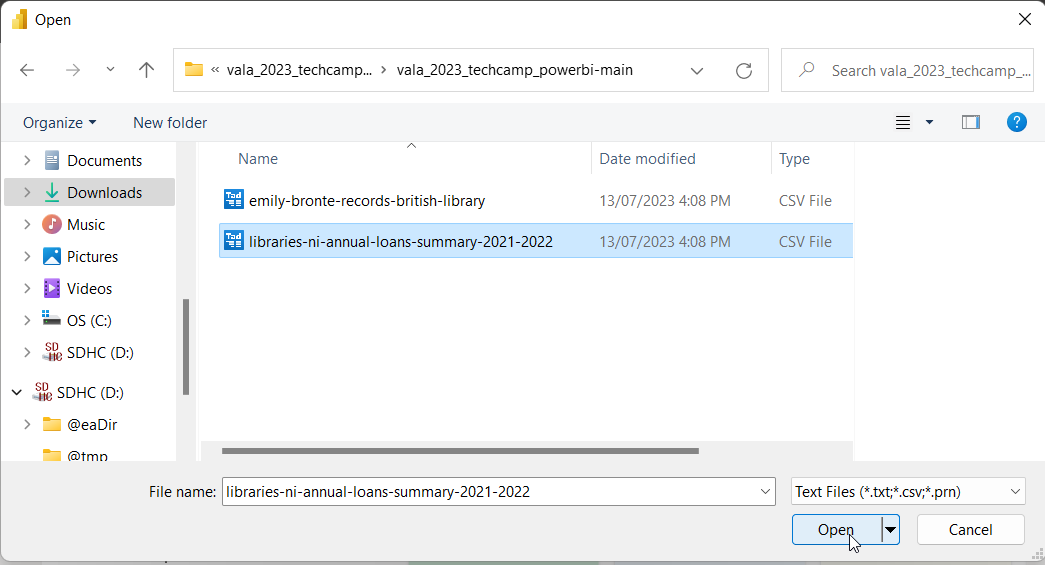 Open
« vala_2023_techcamp... › vala_2023_techcamp_powerbi-main
Search vala_2023_techcamp_...
Organize New folder
?
Name Date modified Type
Documents
Downloads
Music
Pictures
Videos
OS (C:)
SDHC (D:)
SDHC (D:)
@eaDir
@tmp
Tad emily-bronte-records-british-library 13/07/2023 4:08 PM CSV File
Tad libraries-ni-annual-loans-summary-2021-2022 13/07/2023 4:08 PM CSV File
File name: libraries-ni-annual-loans-summary-2021-2022 Text Files (*.txt;*.csv;*.prn)
Open Cancel